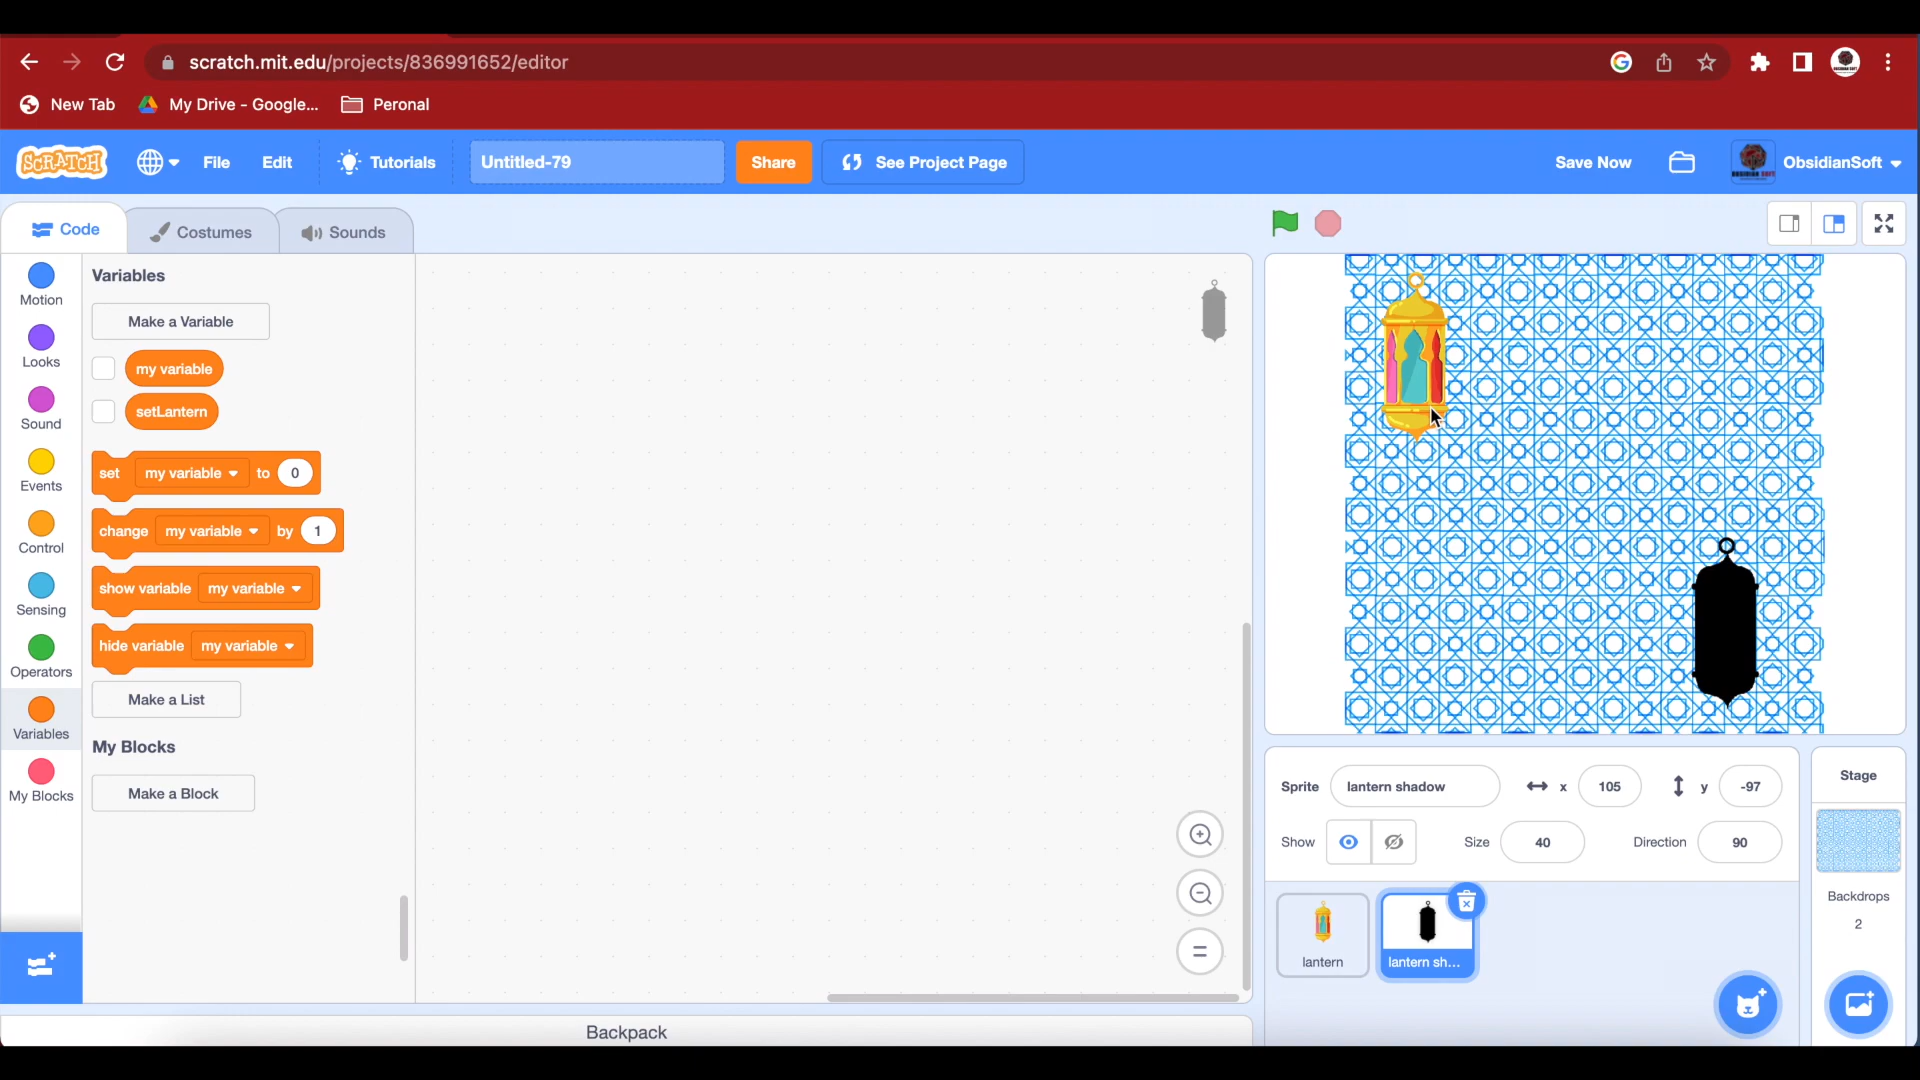 scratch.mit.edu/projects/836991652/editor
New Tab
My Drive - Google...
Peronal
SCRATCH
File
Edit
Tutorials
Untitled-79
Share
See Project Page
Save Now
ObsidianSoft
Code
Costumes
Sounds
Motion
Looks
Sound
Events
Control
Sensing
Operators
Variables
My Blocks
Variables
Make a Variable
my variable
setLantern
set my variable to 0
change my variable by 1
show variable my variable
hide variable my variable
Make a List
My Blocks
Make a Block
Backpack
Sprite lantern shadow x 105 y -97
Show Size 40 Direction 90
lantern
lantern sh...
Stage
Backdrops
2